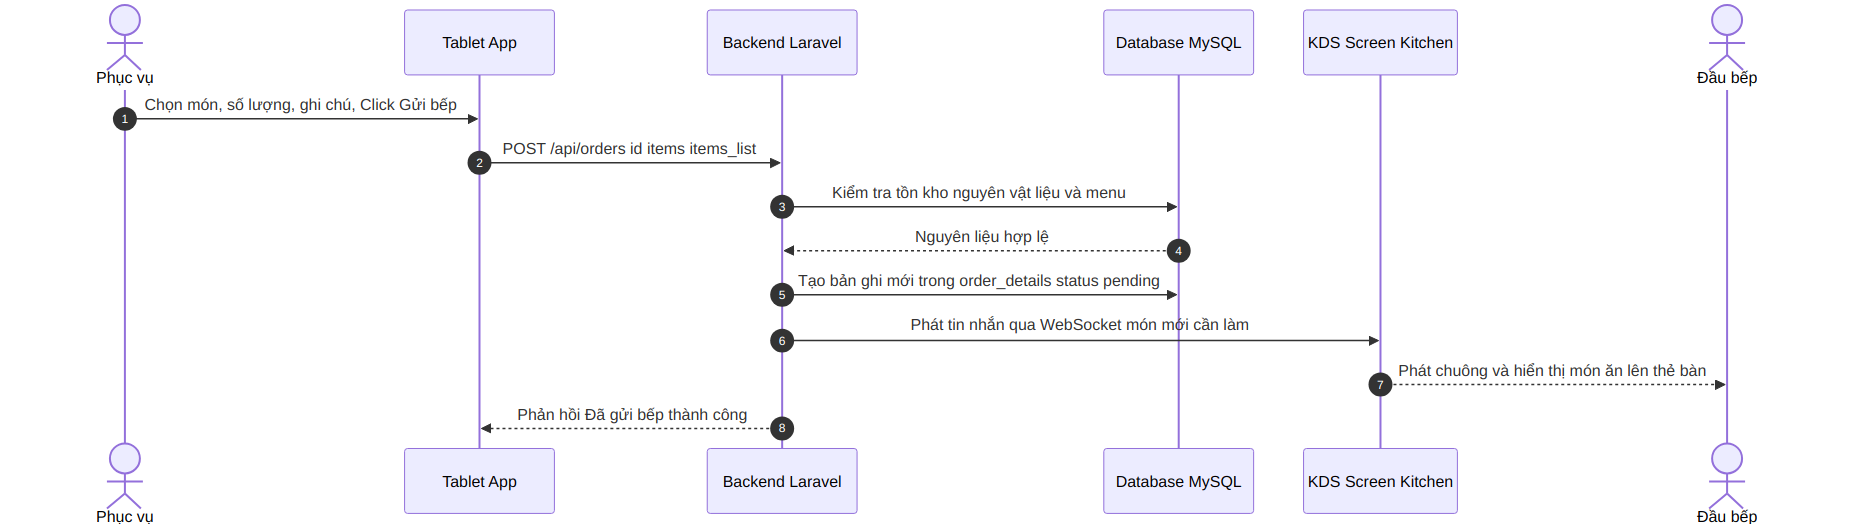 Phục vụ
Tablet App
Backend Laravel
Database MySQL
KDS Screen Kitchen
Đầu bếp
1
Chọn món, số lượng, ghi chú, Click Gửi bếp
2
POST /api/orders id items items_list
3
Kiểm tra tồn kho nguyên vật liệu và menu
Nguyên liệu hợp lệ
4
5
Tạo bản ghi mới trong order_details status pending
6
Phát tin nhắn qua WebSocket món mới cần làm
7
Phát chuông và hiển thị món ăn lên thẻ bàn
Phản hồi Đã gửi bếp thành công
8
Phục vụ
Tablet App
Backend Laravel
Database MySQL
KDS Screen Kitchen
Đầu bếp